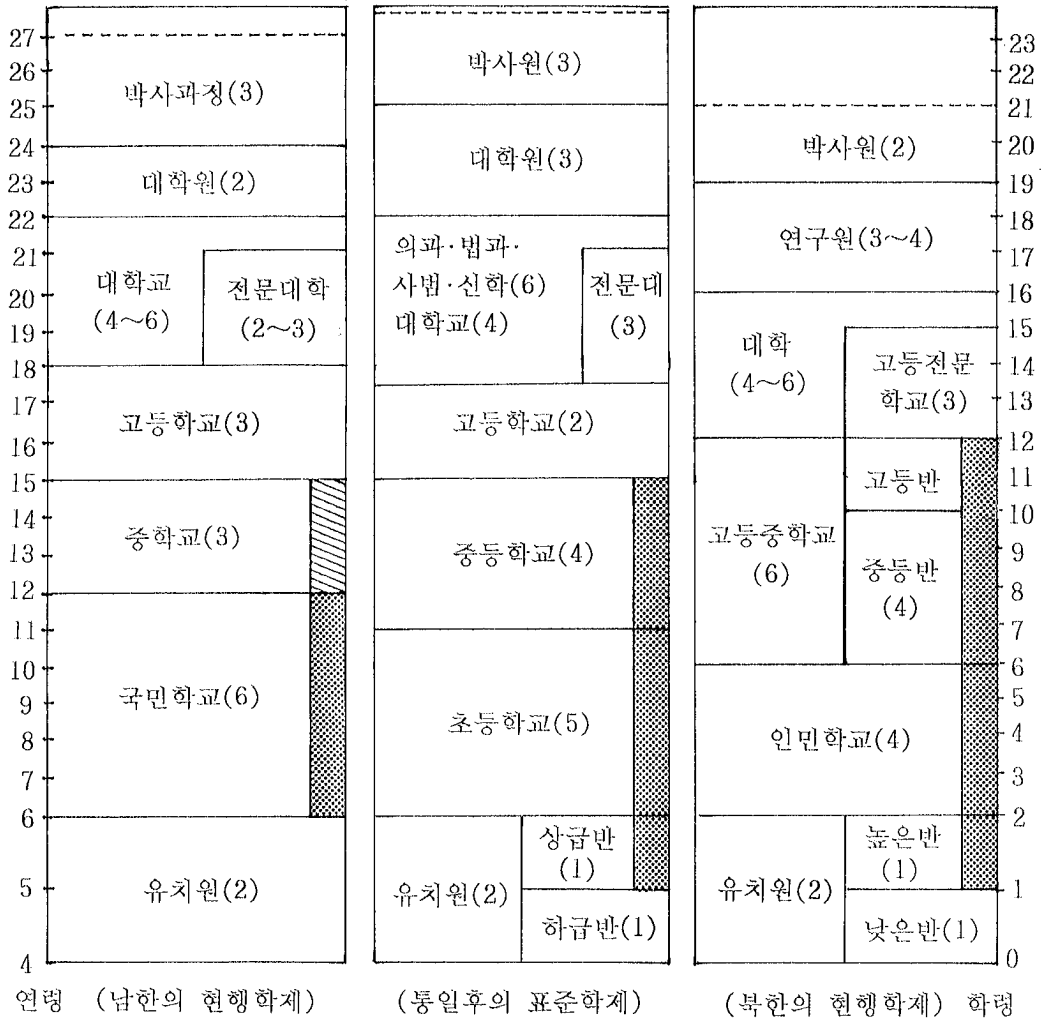 27
26
25
24
23
22
21
20
19
18
17
16
15
14
13
12
11
10
9
8
7
6
5
4
박사과정(3)
대학원(2)
대학교
(4~6)
전문대학
(2~3)
고등학교(3)
중학교(3)
국민학교(6)
유치원(2)
박사원(3)
대학원(3)
의과·법과·
사범·신학(6)
대학교(4)
전문대
(3)
고등학교(2)
중등학교(4)
초등학교(5)
유치원(2)
상급반
(1)
하급반(1)
박사원(2)
연구원(3~4)
대학
(4~6)
고등전문
학교(3)
고등중학교
(6)
고등반
중등반
(4)
인민학교(4)
유치원(2)
높은반
(1)
낮은반(1)
23
22
21
20
19
18
17
16
15
14
13
12
11
10
9
8
7
6
5
4
3
2
1
0
연령 (남한의 현행학제) (통일후의 표준학제) (북한의 현행학제) 학령